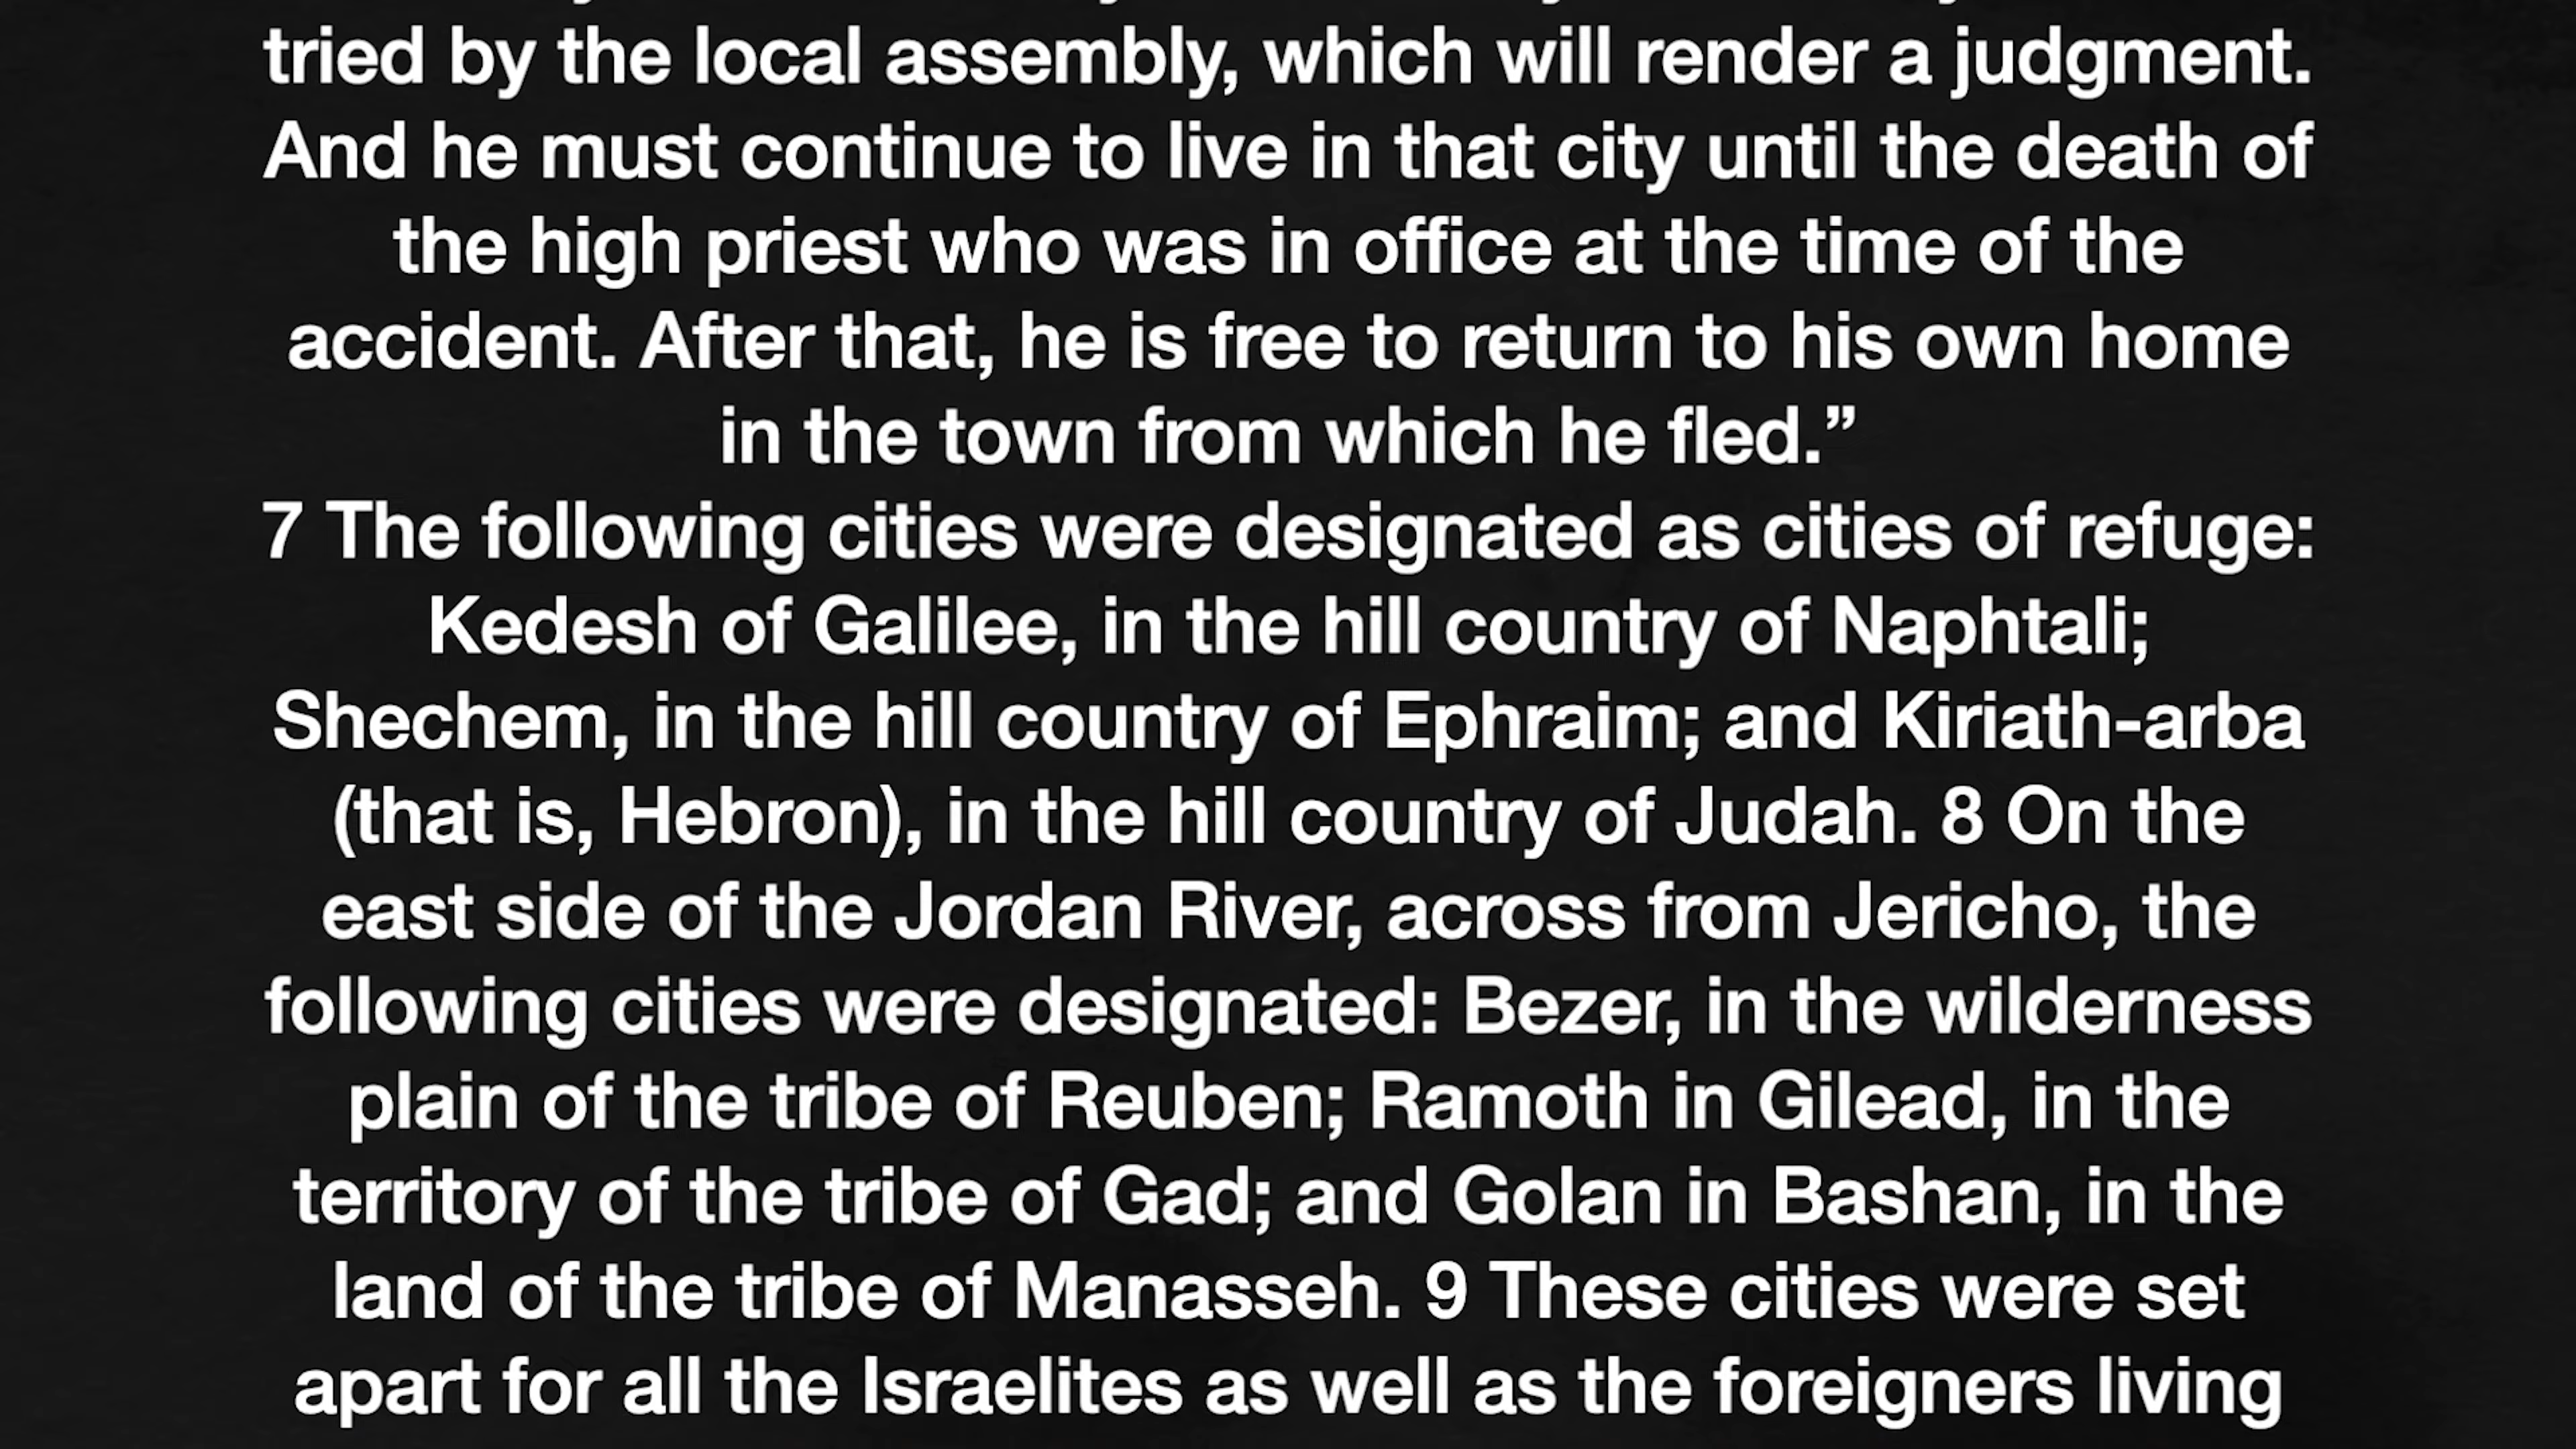 tried by the local assembly, which will render a judgment.
And he must continue to live in that city until the death of
the high priest who was in office at the time of the
accident. After that, he is free to return to his own home
in the town from which he fled.”
7 The following cities were designated as cities of refuge:
Kedesh of Galilee, in the hill country of Naphtali;
Shechem, in the hill country of Ephraim; and Kiriath-arba
(that is, Hebron), in the hill country of Judah. 8 On the
east side of the Jordan River, across from Jericho, the
following cities were designated: Bezer, in the wilderness
plain of the tribe of Reuben; Ramoth in Gilead, in the
territory of the tribe of Gad; and Golan in Bashan, in the
land of the tribe of Manasseh. 9 These cities were set
apart for all the Israelites as well as the foreigners living